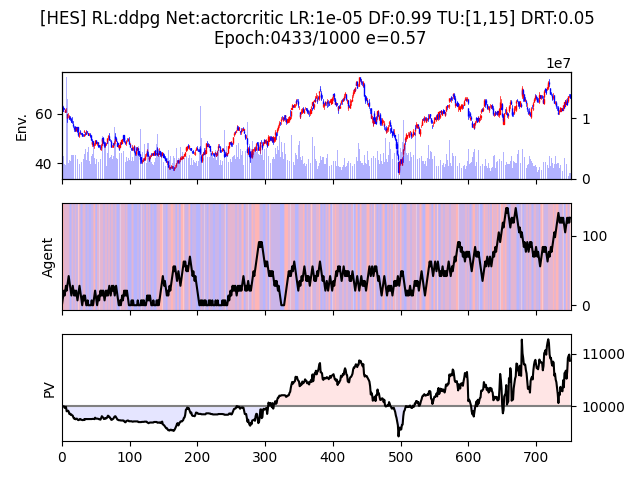 [HES] RL:ddpg Net:actorcritic LR:1e-05 DF:0.99 TU:[1,15] DRT:0.05
Epoch:0433/1000 e=0.57
1e7
Env.
60
40
1
0
Agent
100
0
PV
11000
10000
0 100 200 300 400 500 600 700